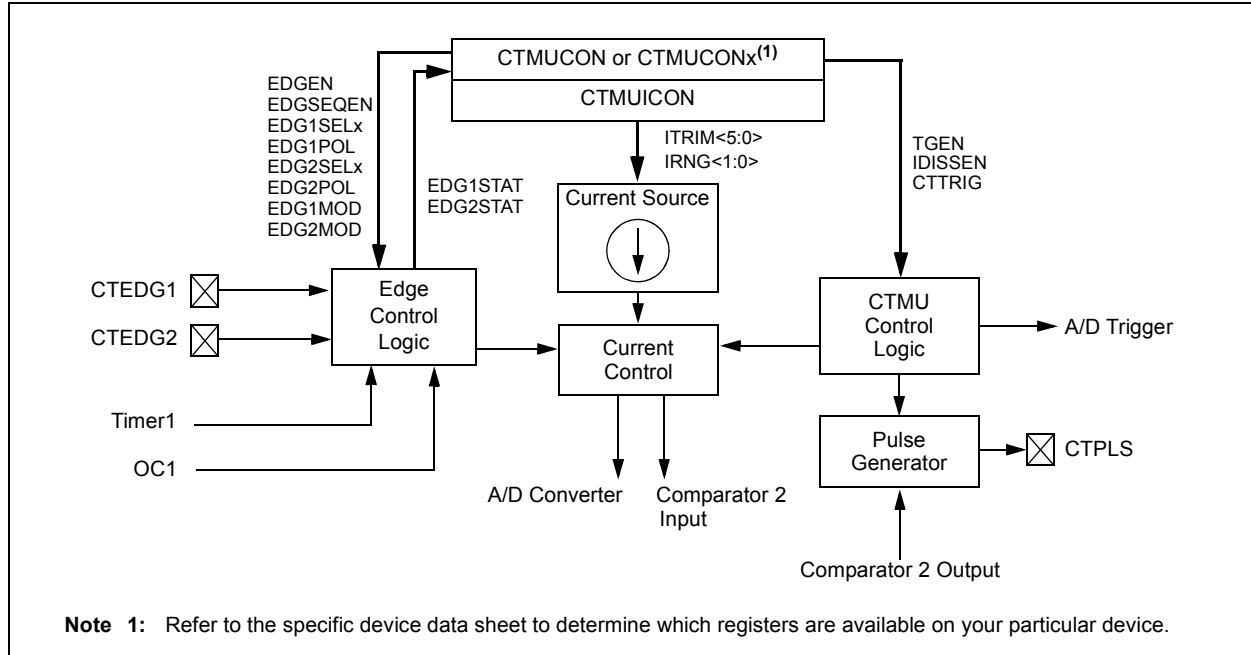 CTMUCON or CTMUCONx(1)
CTMUICON
EDGEN
EDGSEQEN
EDG1SELx
EDG1POL
EDG2SELx
EDG2POL
EDG1MOD
EDG2MOD
EDG1STAT
EDG2STAT
ITRIM<5:0>
IRNG<1:0>
TGEN
IDISSEN
CTTRIG
Current Source
CTEDG1
CTEDG2
Edge
Control
Logic
Current
Control
CTMU
Control
Logic
A/D Trigger
Timer1
OC1
Pulse
Generator
CTPLS
A/D Converter
Comparator 2
Input
Comparator 2 Output
Note 1: Refer to the specific device data sheet to determine which registers are available on your particular device.